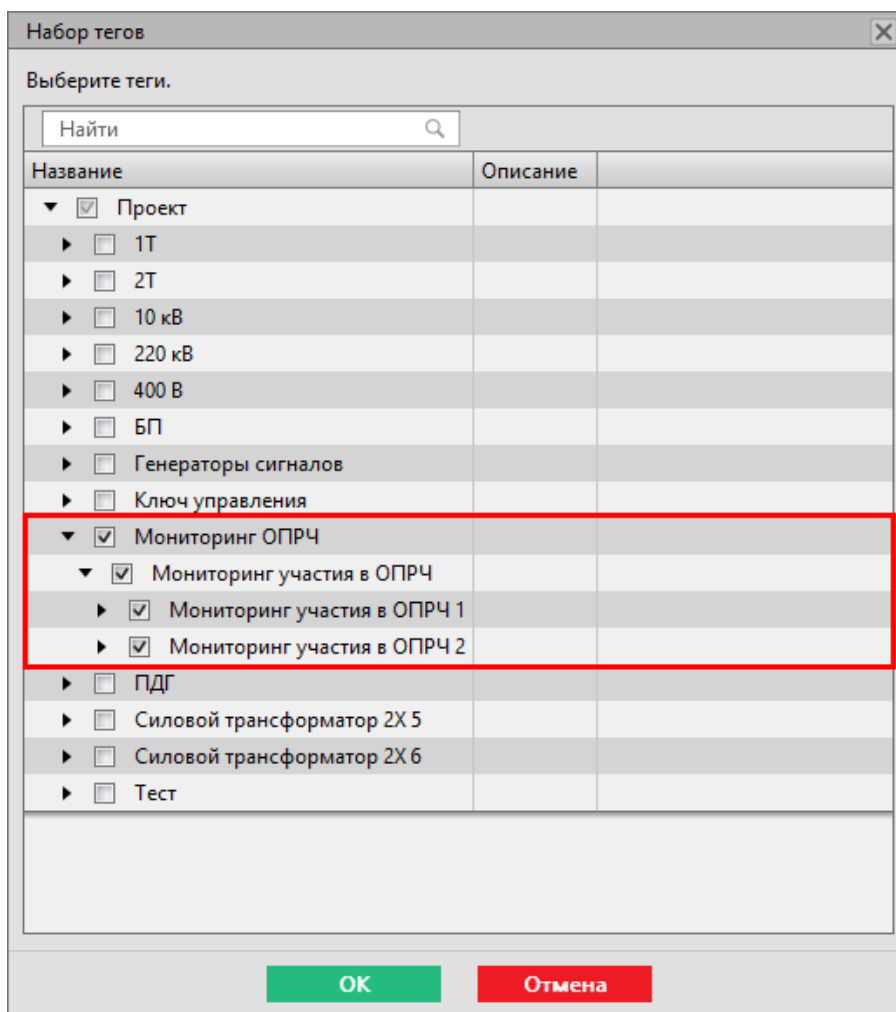 Набор тегов
Выберите теги.
Найти
Название Описание
Проект
1Т
2Т
10 кВ
220 кВ
400 В
БП
Генераторы сигналов
Ключ управления
Мониторинг ОПРЧ
Мониторинг участия в ОПРЧ
Мониторинг участия в ОПРЧ 1
Мониторинг участия в ОПРЧ 2
ПДГ
Силовой трансформатор 2Х 5
Силовой трансформатор 2Х 6
Тест
ОК Отмена